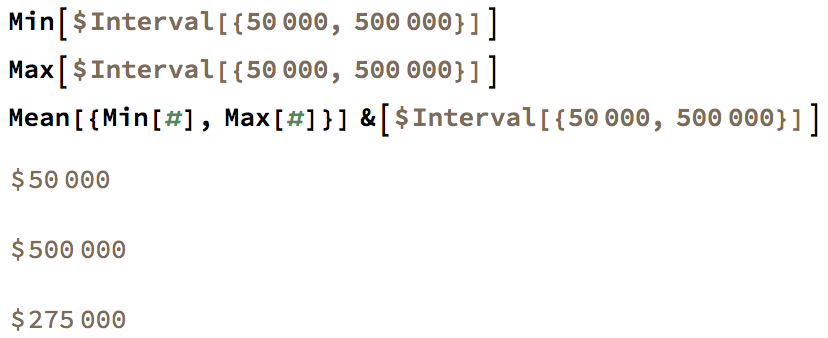 Min[$Interval[{50 000, 500 000}]]
Max[$Interval[{50 000, 500 000}]]
Mean[{Min[#], Max[#]}] &[$Interval[{50 000, 500 000}]]
$50 000
$500 000
$275 000